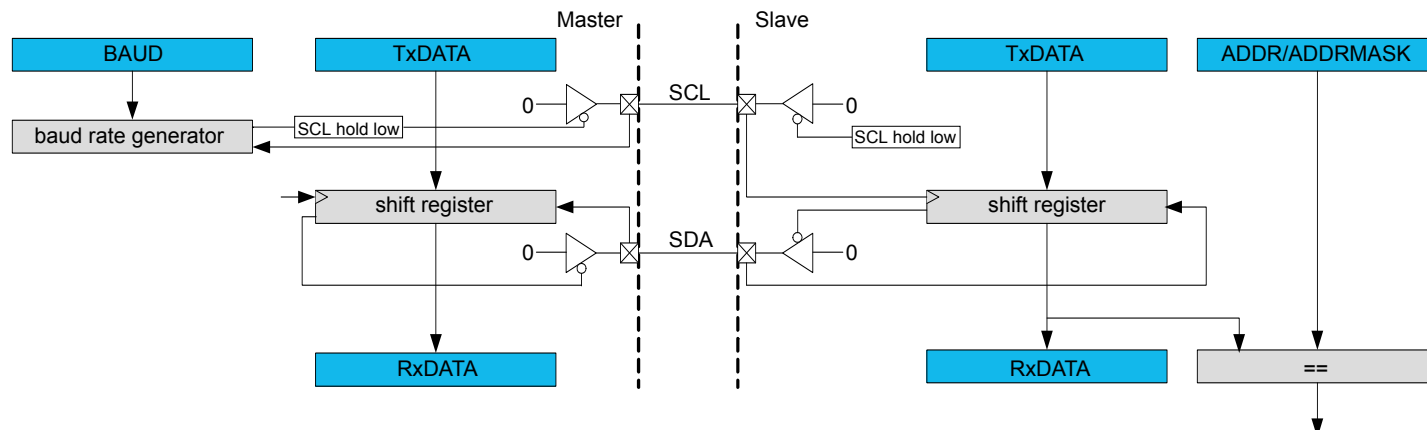 Master
Slave
BAUD
TxDATA
TxDATA
ADDR/ADDRMASK
0
SCL
0
baud rate generator
SCL hold low
SCL hold low
shift register
shift register
0
SDA
0
RxDATA
RxDATA
==